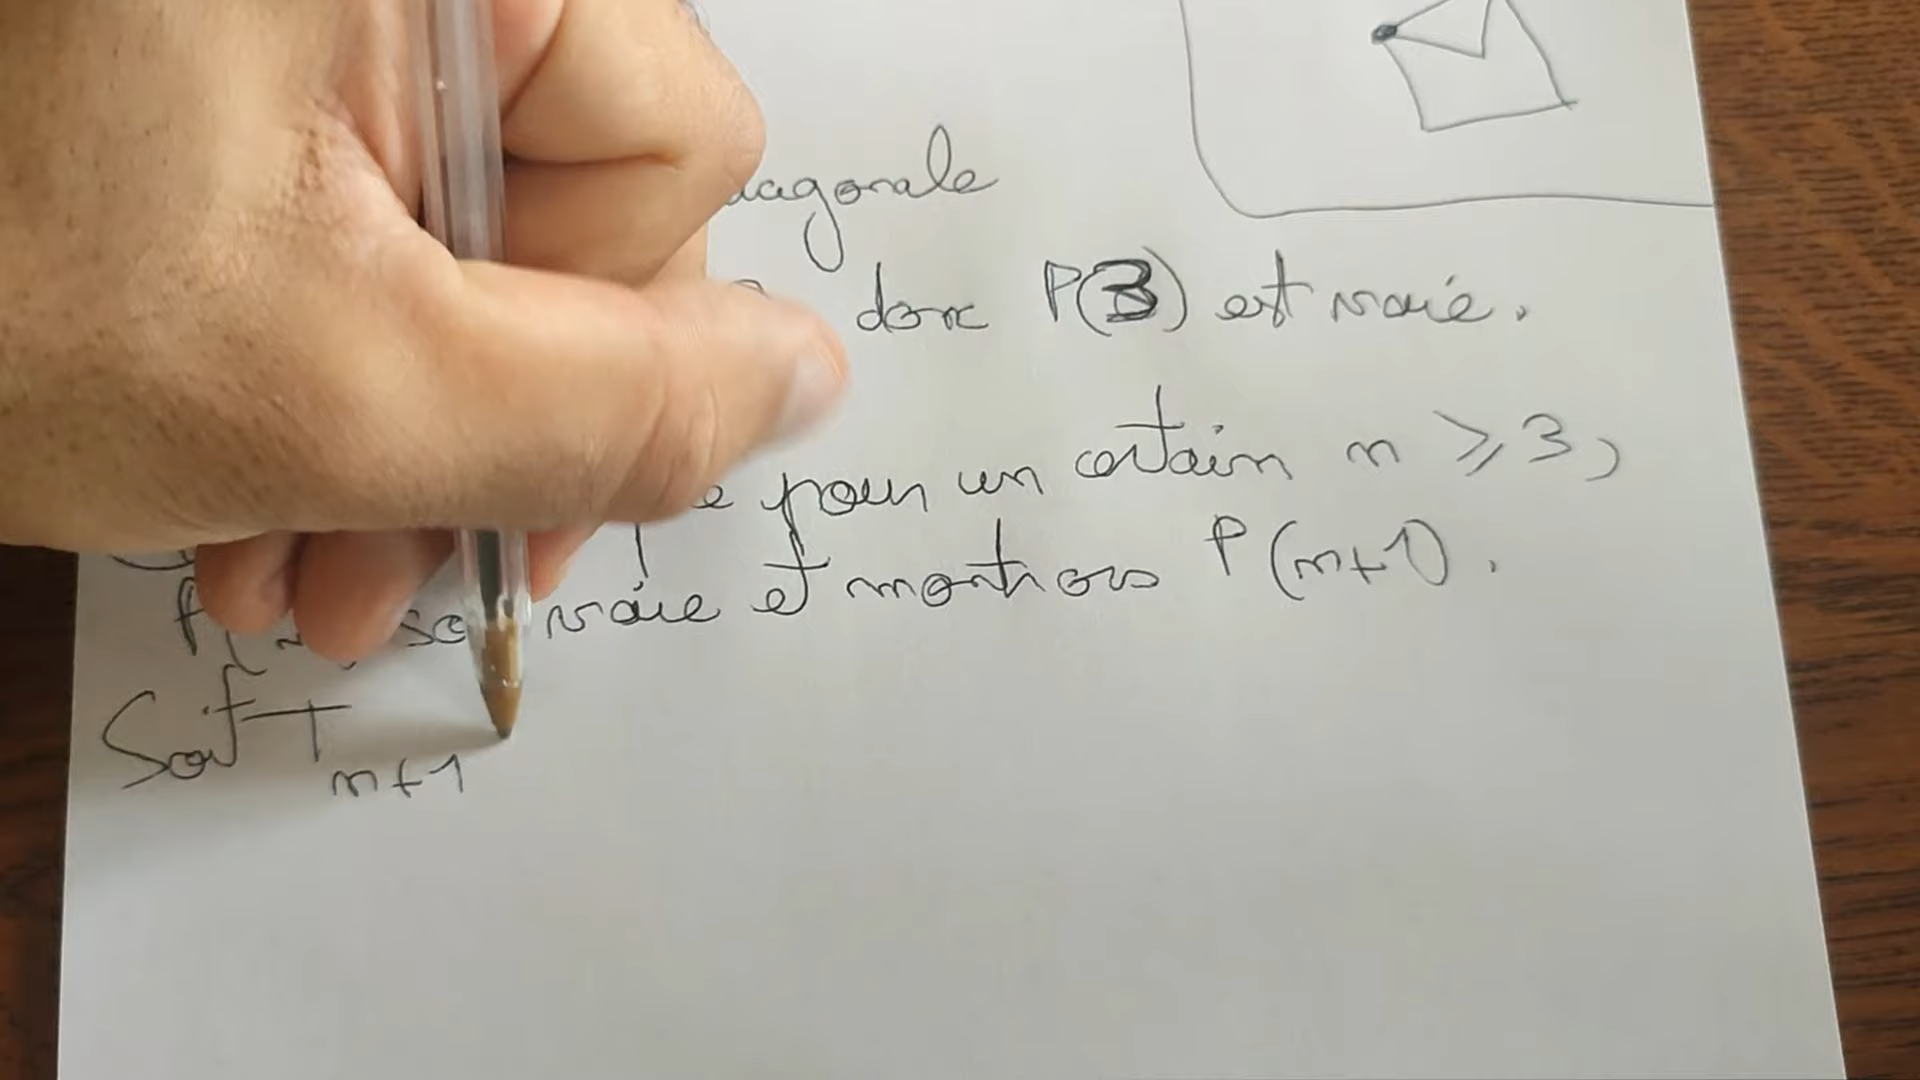 diagonale
donc P(3) est vraie.
pour un certain n ≥ 3,
vraie et montrons P(n+1).
Soit T n+1